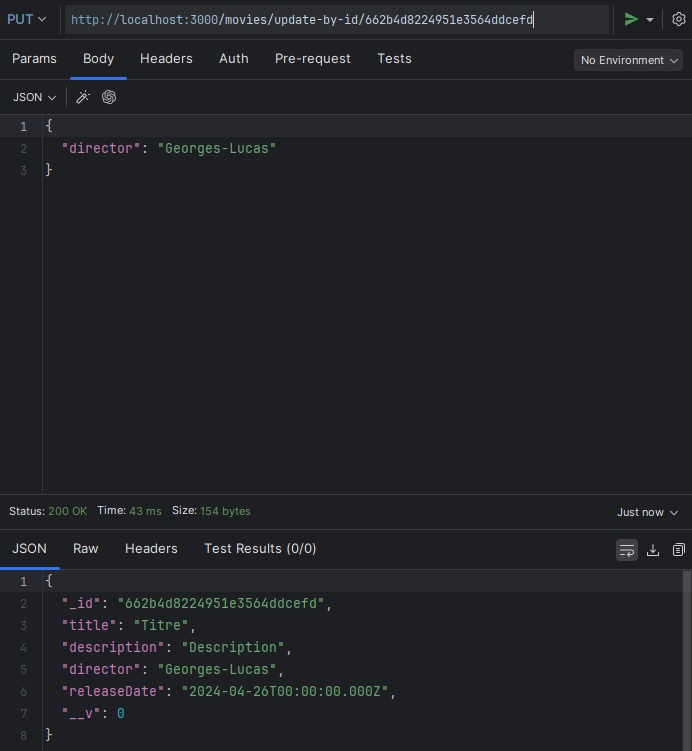 PUT http://localhost:3000/movies/update-by-id/662b4d8224951e3564ddcefd
Params Body Headers Auth Pre-request Tests No Environment
JSON
1 {
2 "director": "Georges-Lucas"
3 }
Status: 200 OK Time: 43 ms Size: 154 bytes Just now
JSON Raw Headers Test Results (0/0)
1 {
2 "_id": "662b4d8224951e3564ddcefd",
3 "title": "Titre",
4 "description": "Description",
5 "director": "Georges-Lucas",
6 "releaseDate": "2024-04-26T00:00:00.000Z",
7 "__v": 0
8 }